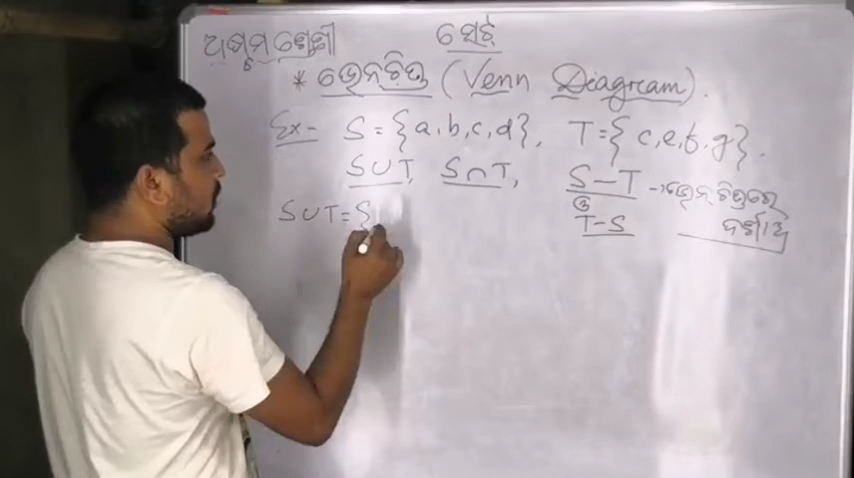 ଅଷ୍ଟମ ଶ୍ରେଣୀ ସେଟ୍
* ଭେନଚିତ୍ର (Venn Diagram).
Ex- S = {a,b,c,d}, T = {c,e,f,g}.
S∪T, S∩T, S-T → ଭେନ ଚିତ୍ରରେ
ଓ T-S ଦର୍ଶାଅ
S∪T = {